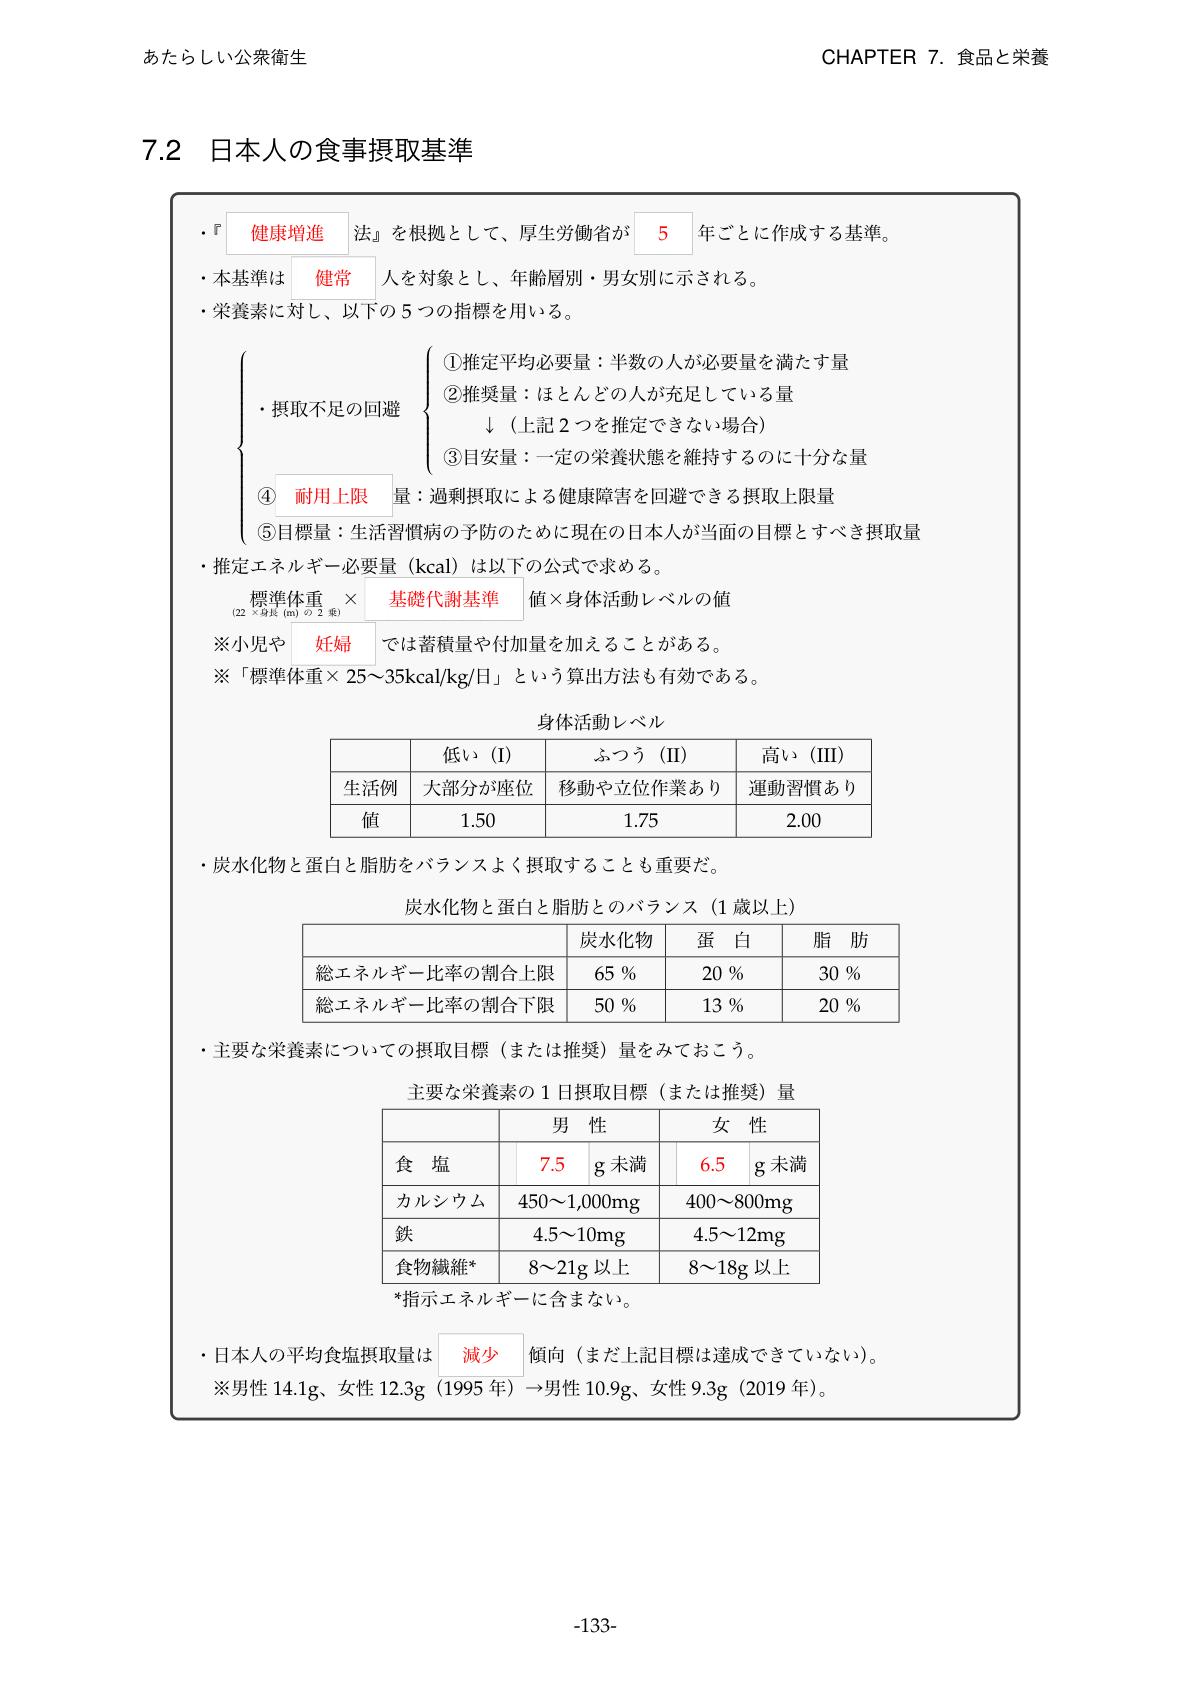 あたらしい公衆衛生
CHAPTER 7. 食品と栄養
7.2 日本人の食事摂取基準
・『 健康増進 法』を根拠として、厚生労働省が 5 年ごとに作成する基準。
・本基準は 健常 人を対象とし、年齢層別・男女別に示される。
・栄養素に対し、以下の 5 つの指標を用いる。
・摂取不足の回避
①推定平均必要量：半数の人が必要量を満たす量
②推奨量：ほとんどの人が充足している量
↓（上記 2 つを推定できない場合）
③目安量：一定の栄養状態を維持するのに十分な量
④ 耐用上限 量：過剰摂取による健康障害を回避できる摂取上限量
⑤目標量：生活習慣病の予防のために現在の日本人が当面の目標とすべき摂取量
・推定エネルギー必要量（kcal）は以下の公式で求める。
標準体重 × 基礎代謝基準 値×身体活動レベルの値
(22 ×身長 (m) の 2 乗)
※小児や 妊婦 では蓄積量や付加量を加えることがある。
※「標準体重× 25～35kcal/kg/日」という算出方法も有効である。
身体活動レベル
低い（I） ふつう（II） 高い（III）
生活例 大部分が座位 移動や立位作業あり 運動習慣あり
値 1.50 1.75 2.00
・炭水化物と蛋白と脂肪をバランスよく摂取することも重要だ。
炭水化物と蛋白と脂肪とのバランス（1 歳以上）
炭水化物 蛋 白 脂 肪
総エネルギー比率の割合上限 65 % 20 % 30 %
総エネルギー比率の割合下限 50 % 13 % 20 %
・主要な栄養素についての摂取目標（または推奨）量をみておこう。
主要な栄養素の 1 日摂取目標（または推奨）量
男 性 女 性
食 塩 7.5 g 未満 6.5 g 未満
カルシウム 450～1,000mg 400～800mg
鉄 4.5～10mg 4.5～12mg
食物繊維* 8～21g 以上 8～18g 以上
*指示エネルギーに含まない。
・日本人の平均食塩摂取量は 減少 傾向（まだ上記目標は達成できていない）。
※男性 14.1g、女性 12.3g（1995 年）→男性 10.9g、女性 9.3g（2019 年）。
-133-